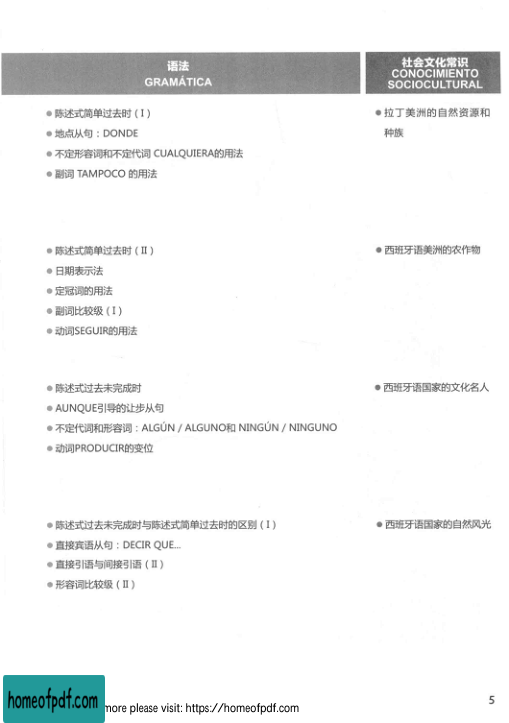 语法
GRAMÁTICA
社会文化常识
CONOCIMIENTO
SOCIOCULTURAL
● 陈述式简单过去时 ( I )
● 地点从句：DONDE
● 不定形容词和不定代词 CUALQUIERA的用法
● 副词 TAMPOCO 的用法
● 拉丁美洲的自然资源和
种族
● 陈述式简单过去时 ( II )
● 日期表示法
● 定冠词的用法
● 副词比较级 ( I )
● 动词SEGUIR的用法
● 西班牙语美洲的农作物
● 陈述式过去未完成时
● AUNQUE引导的让步从句
● 不定代词和形容词：ALGÚN / ALGUNO和 NINGÚN / NINGUNO
● 动词PRODUCIR的变位
● 西班牙语国家的文化名人
● 陈述式过去未完成时与陈述式简单过去时的区别 ( I )
● 直接宾语从句：DECIR QUE...
● 直接引语与间接引语 ( II )
● 形容词比较级 ( II )
● 西班牙语国家的自然风光
5
homeofpdf.com
more please visit: https://homeofpdf.com